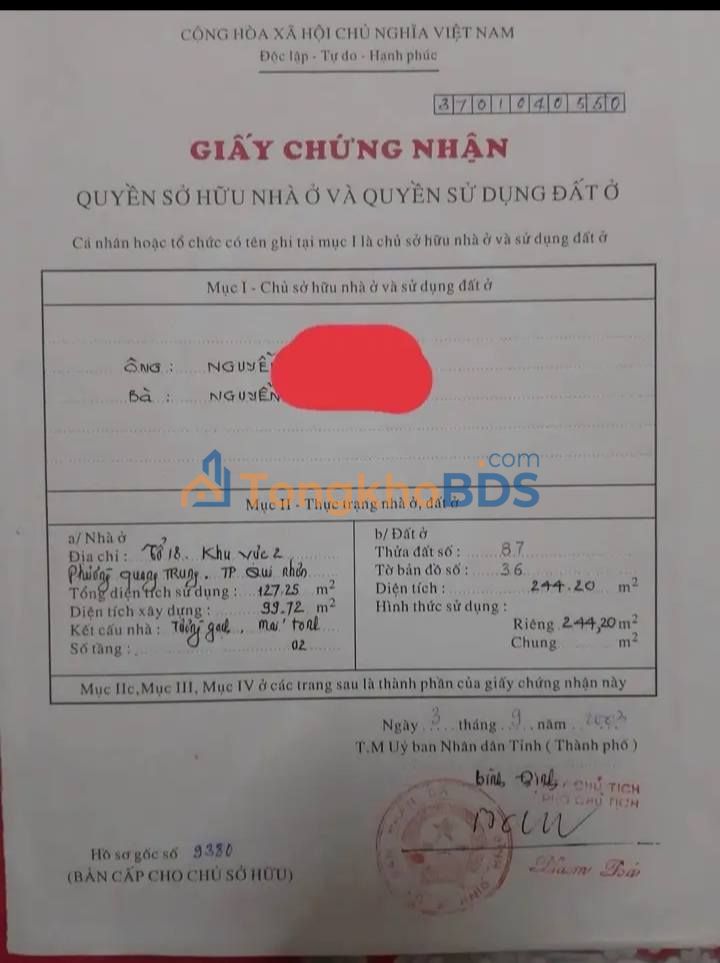 CỘNG HÒA XÃ HỘI CHỦ NGHĨA VIỆT NAM
Độc lập - Tự do - Hạnh phúc
3701040550
GIẤY CHỨNG NHẬN
QUYỀN SỞ HỮU NHÀ Ở VÀ QUYỀN SỬ DỤNG ĐẤT Ở
Cá nhân hoặc tổ chức có tên ghi tại mục I là chủ sở hữu nhà ở và sử dụng đất ở
Mục I - Chủ sở hữu nhà ở và sử dụng đất ở
ÔNG : NGUYỄ
BÀ : NGUYỄN
TongkhoBDS.com
Mục II - Thực trạng nhà ở, đất ở
a/ Nhà ở
Địa chỉ : Tổ 18. Khu vực 2
Phường Quang Trung. TP. Qui Nhơn
Tổng diện tích sử dụng : 127.25 m²
Diện tích xây dựng : 99.72 m²
Kết cấu nhà : Tường gạch, mái tonl
Số tầng : 02
b/ Đất ở
Thửa đất số : 87
Tờ bản đồ số : 36
Diện tích : 244.20 m²
Hình thức sử dụng :
Riêng 244,20 m²
Chung m²
Mục IIc, Mục III, Mục IV ở các trang sau là thành phần của giấy chứng nhận này
Ngày 3 tháng 9 năm 2003
T.M Uỷ ban Nhân dân Tỉnh ( Thành phố )
Bình Định
CHỦ TỊCH
PHÓ CHỦ TỊCH
Hồ sơ gốc số 9380
(BẢN CẤP CHO CHỦ SỞ HỮU)